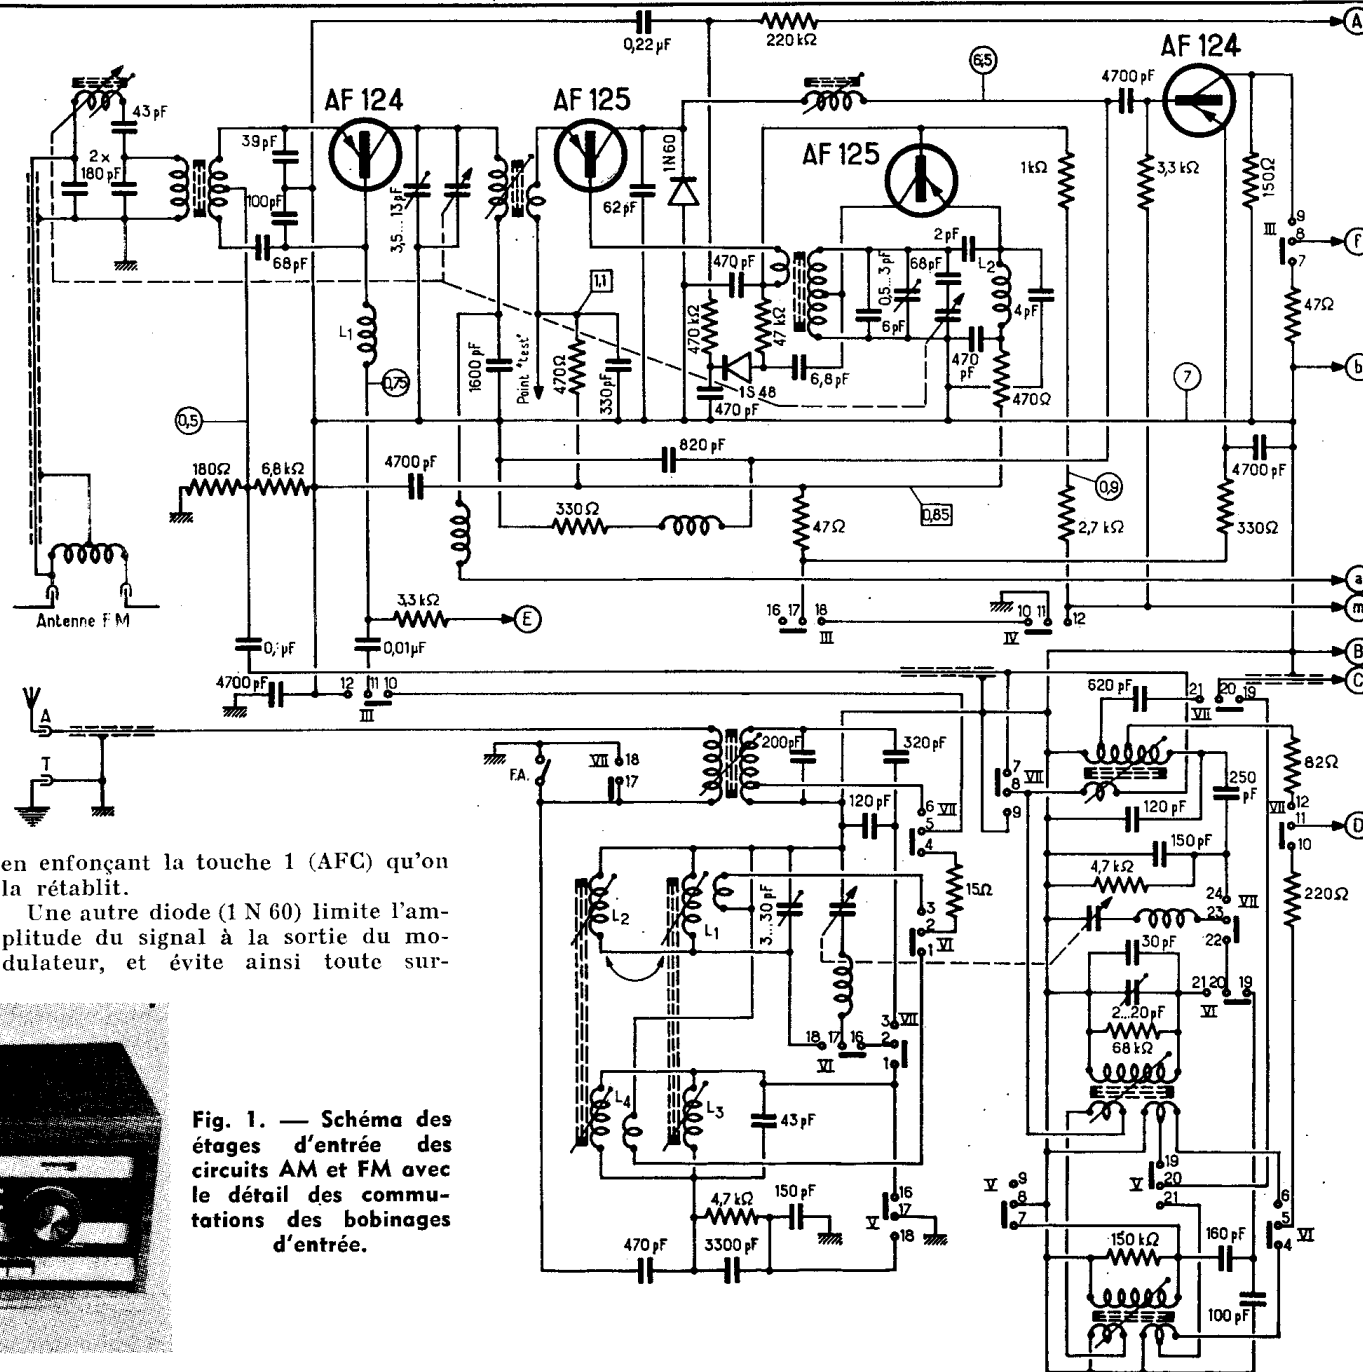 0,22 µF
220 kΩ
A
AF 124
6,5
4700 pF
43 pF
AF 124
AF 125
39 pF
2 x
180 pF
1N60
AF 125
1 kΩ
3,3 kΩ
150 Ω
100 pF
3,5...13 pF
62 pF
9
III 8
7
F
68 pF
2 pF
470 pF
0,5...3 pF
68 pF
L2
1,1
6 pF
4 pF
47 Ω
L1
470 kΩ
47 kΩ
1600 pF
Point "test"
470 Ω
330 pF
6,8 pF
470 pF
1S 48
470 pF
470 Ω
7
b
0,75
0,5
820 pF
4700 pF
180 Ω
6,8 kΩ
4700 pF
0,9
330 Ω
47 Ω
0,85
2,7 kΩ
330 Ω
Antenne FM
a
m
3,3 kΩ
E
16 17 18
III
10 11 12
IV
0,01 µF
B
C
4700 pF
12 11 10
III
620 pF
21 20 19
VII
A
T
F.A.
VII 18
17
200 pF
320 pF
7
8
9
VII
82 Ω
250 pF
120 pF
6
5
4
VII
120 pF
VII 12
11
10
D
150 pF
4,7 kΩ
15 Ω
220 Ω
en enfonçant la touche 1 (AFC) qu'on
la rétablit.
Une autre diode (1 N 60) limite l'am-
plitude du signal à la sortie du mo-
dulateur, et évite ainsi toute sur-
L2
L1
3...30 pF
3
2
1
VI
24
23
22
VII
30 pF
2...20 pF
68 kΩ
21 20 19
VI
18 17 16
VI
3
2
1
VII
L4
L3
43 pF
Fig. 1. — Schéma des
étages d'entrée des
circuits AM et FM avec
le détail des commu-
tations des bobinages
d'entrée.
4,7 kΩ
150 pF
470 pF
3300 pF
16
17
18
V
V 9
8
7
19
20
21
V
6
5
4
VI
150 kΩ
160 pF
100 pF